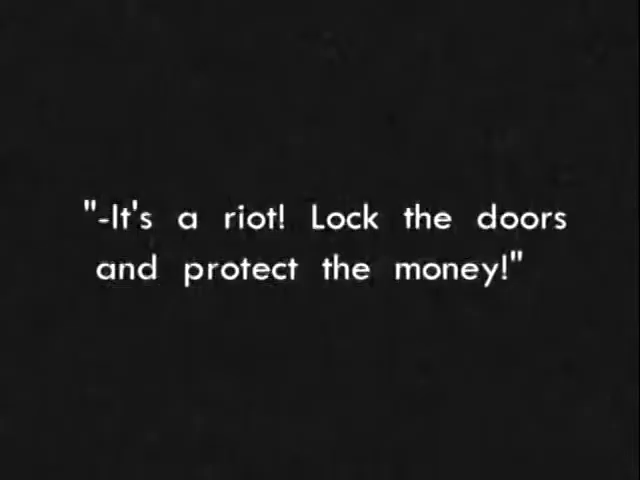 "-It's a riot! Lock the doors
and protect the money!"